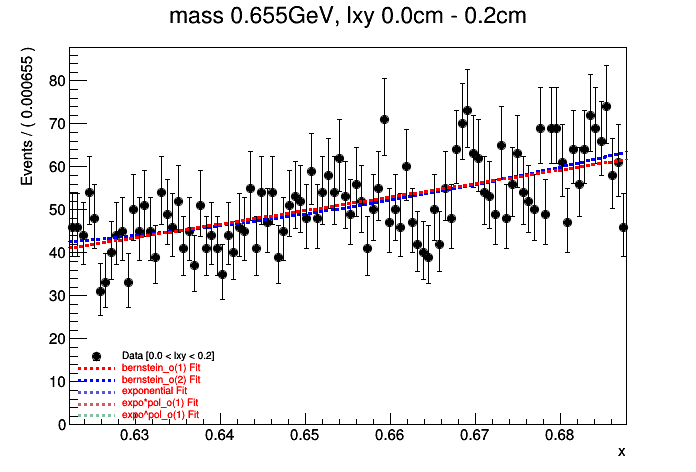 mass 0.655GeV, lxy 0.0cm - 0.2cm
Events / ( 0.000655 )
80
70
60
50
40
30
20
10
0
Data [0.0 < lxy < 0.2]
bernstein_o(1) Fit
bernstein_o(2) Fit
exponential Fit
expo*pol_o(1) Fit
expo^pol_o(1) Fit
0.63 0.64 0.65 0.66 0.67 0.68
x